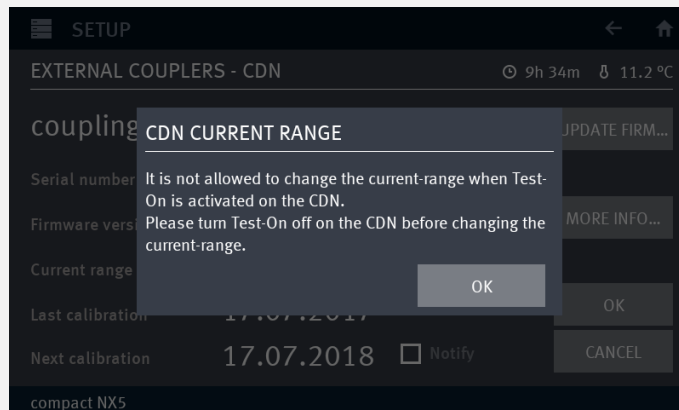 SETUP
EXTERNAL COUPLERS - CDN
9h 34m 11.2 °C
coupling
UPDATE FIRM...
CDN CURRENT RANGE
It is not allowed to change the current-range when Test-
On is activated on the CDN.
Please turn Test-On off on the CDN before changing the
current-range.
OK
Serial number
Firmware versi
MORE INFO...
Current range
Last calibration 17.07.2017
OK
Next calibration 17.07.2018 Notify
CANCEL
compact NX5